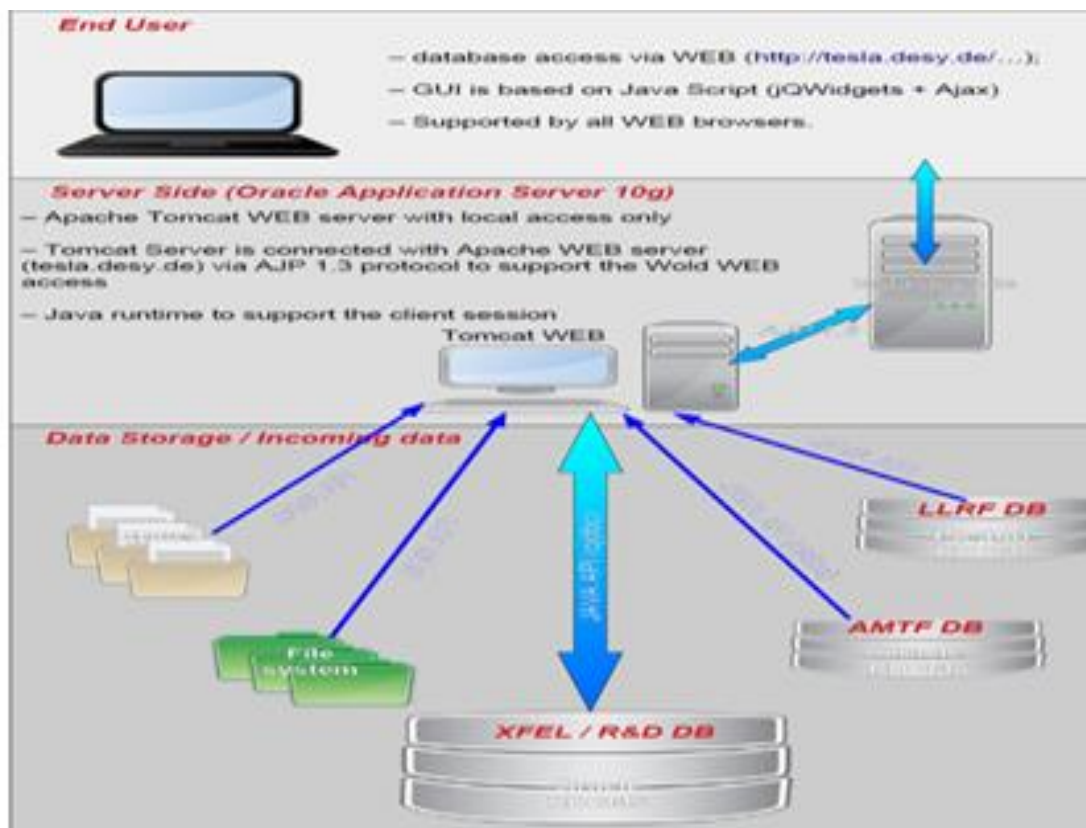 End User
– database access via WEB (http://tesla.desy.de/...);
– GUI is based on Java Script (jQWidgets + Ajax)
– Supported by all WEB browsers.
Server Side (Oracle Application Server 10g)
– Apache Tomcat WEB server with local access only
– Tomcat Server is connected with Apache WEB server
(tesla.desy.de) via AJP 1.3 protocol to support the Wold WEB
access
– Java runtime to support the client session
Tomcat WEB
Data Storage / Incoming data
LLRF DB
AMTF DB
File
system
JAVA API
XFEL / R&D DB